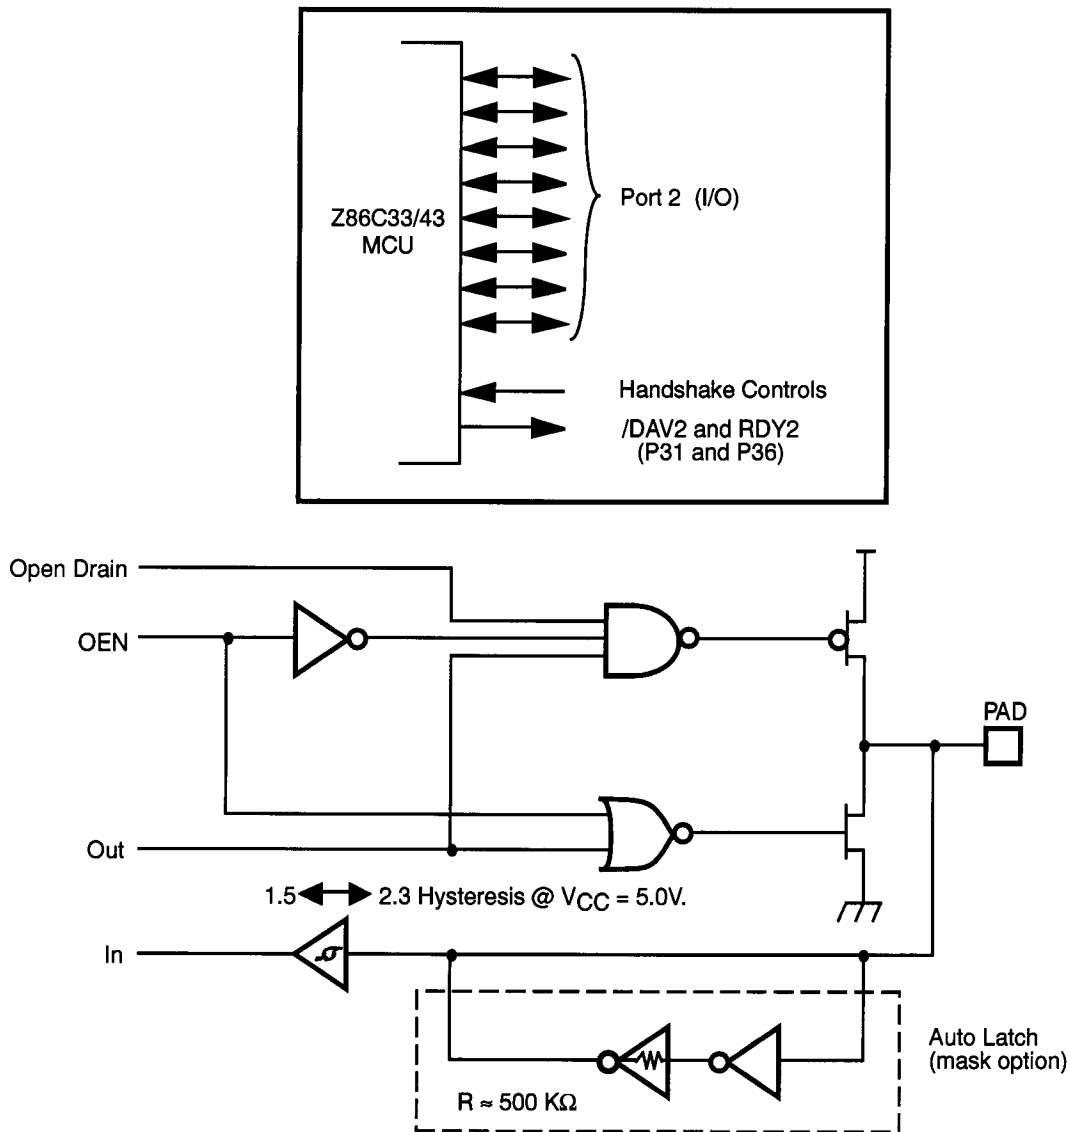 Z86C33/43
MCU
Port 2 (I/O)
Handshake Controls
/DAV2 and RDY2
(P31 and P36)
Open Drain
OEN
PAD
Out
1.5 2.3 Hysteresis @ VCC = 5.0V.
In
Auto Latch
(mask option)
R ≈ 500 KΩ